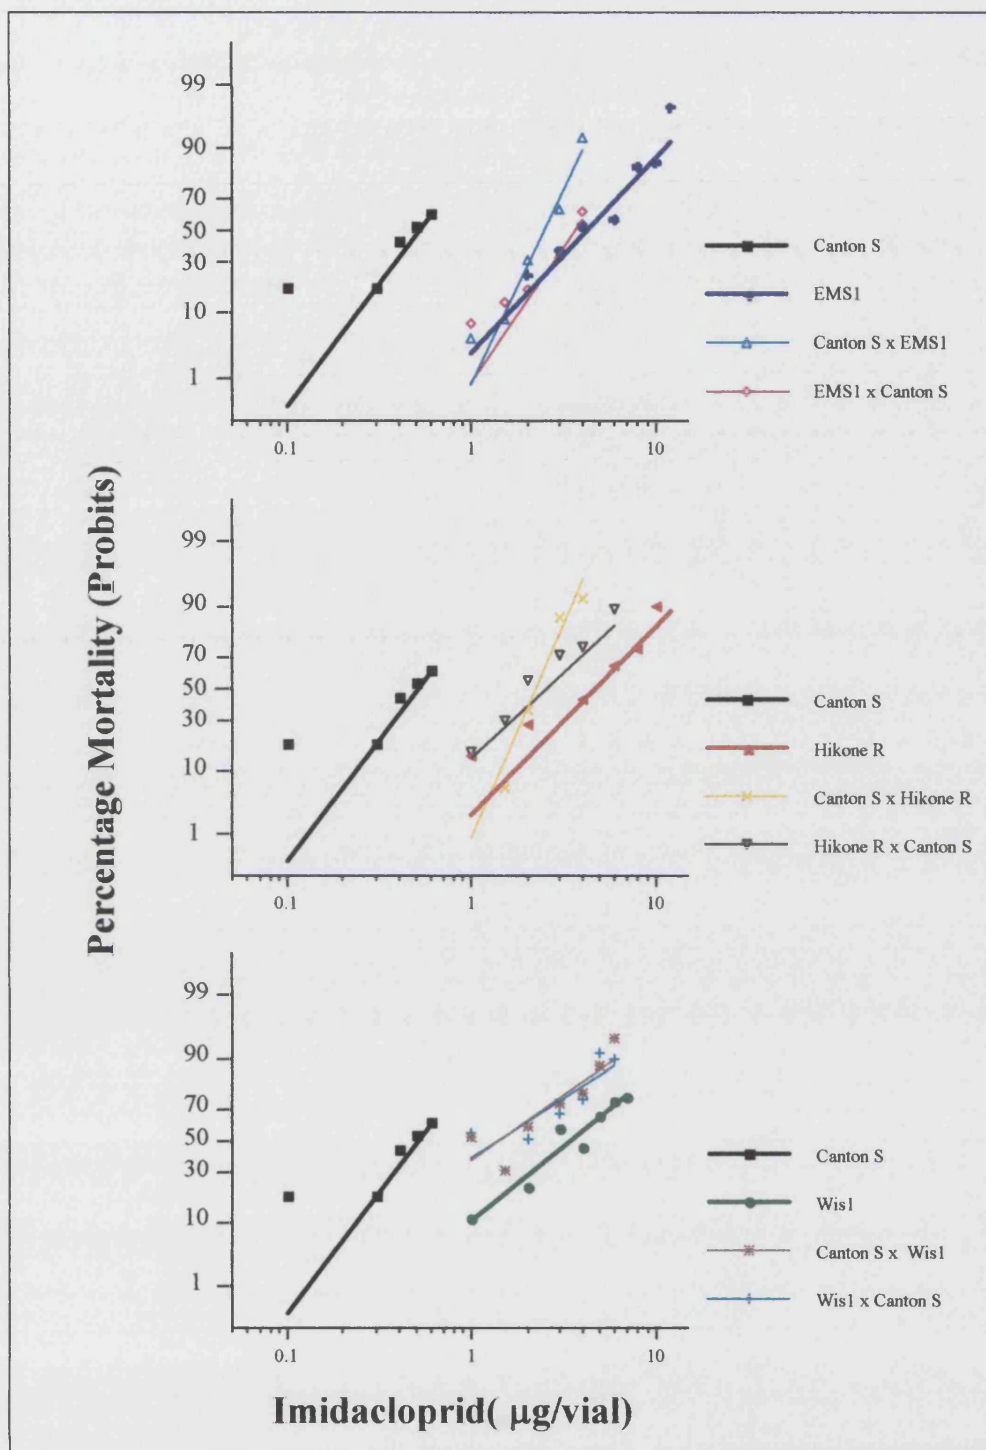 Percentage Mortality (Probits)
99
90
70
50
30
10
1
0.1 1 10
Canton S
EMS1
Canton S x EMS1
EMS1 x Canton S
99
90
70
50
30
10
1
0.1 1 10
Canton S
Hikone R
Canton S x Hikone R
Hikone R x Canton S
99
90
70
50
30
10
1
0.1 1 10
Canton S
Wis1
Canton S x Wis1
Wis1 x Canton S
Imidacloprid( µg/vial)